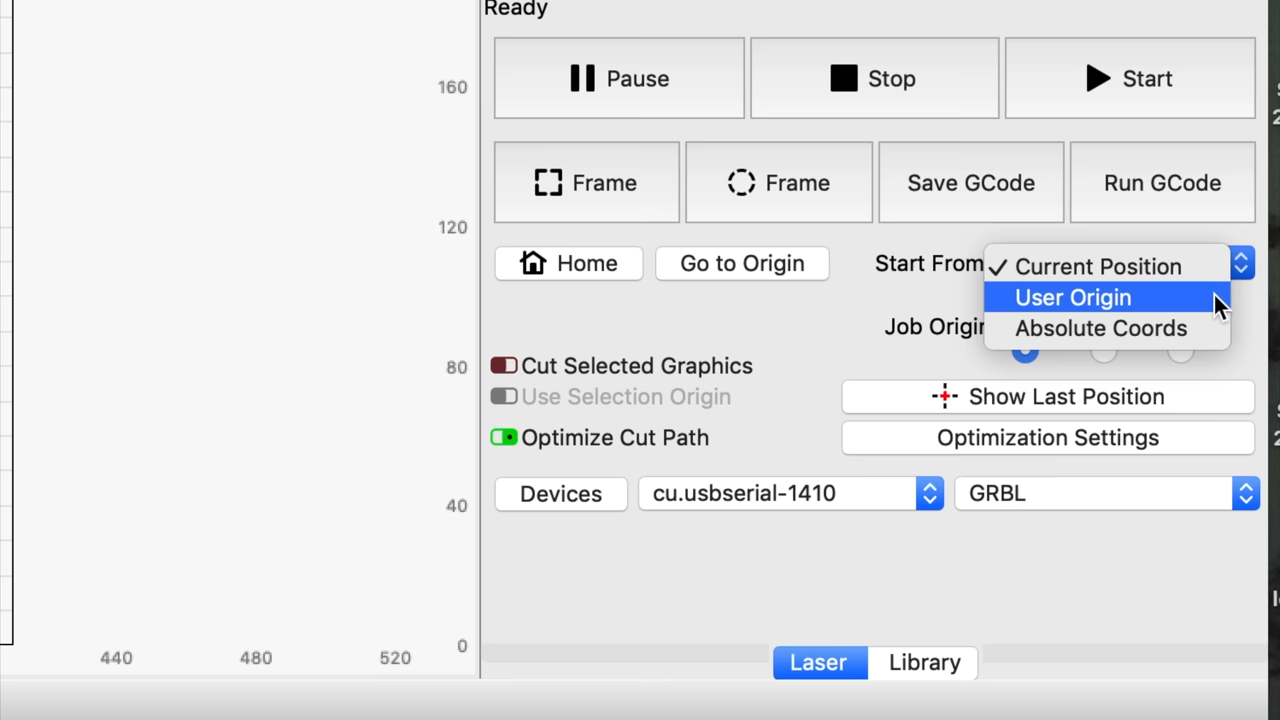 Ready
160
Pause
Stop
Start
Frame
Frame
Save GCode
Run GCode
120
Home
Go to Origin
Start From
Current Position
User Origin
Absolute Coords
Job Origin
80
Cut Selected Graphics
Use Selection Origin
Show Last Position
Optimize Cut Path
Optimization Settings
Devices
cu.usbserial-1410
GRBL
40
0
440
480
520
Laser
Library